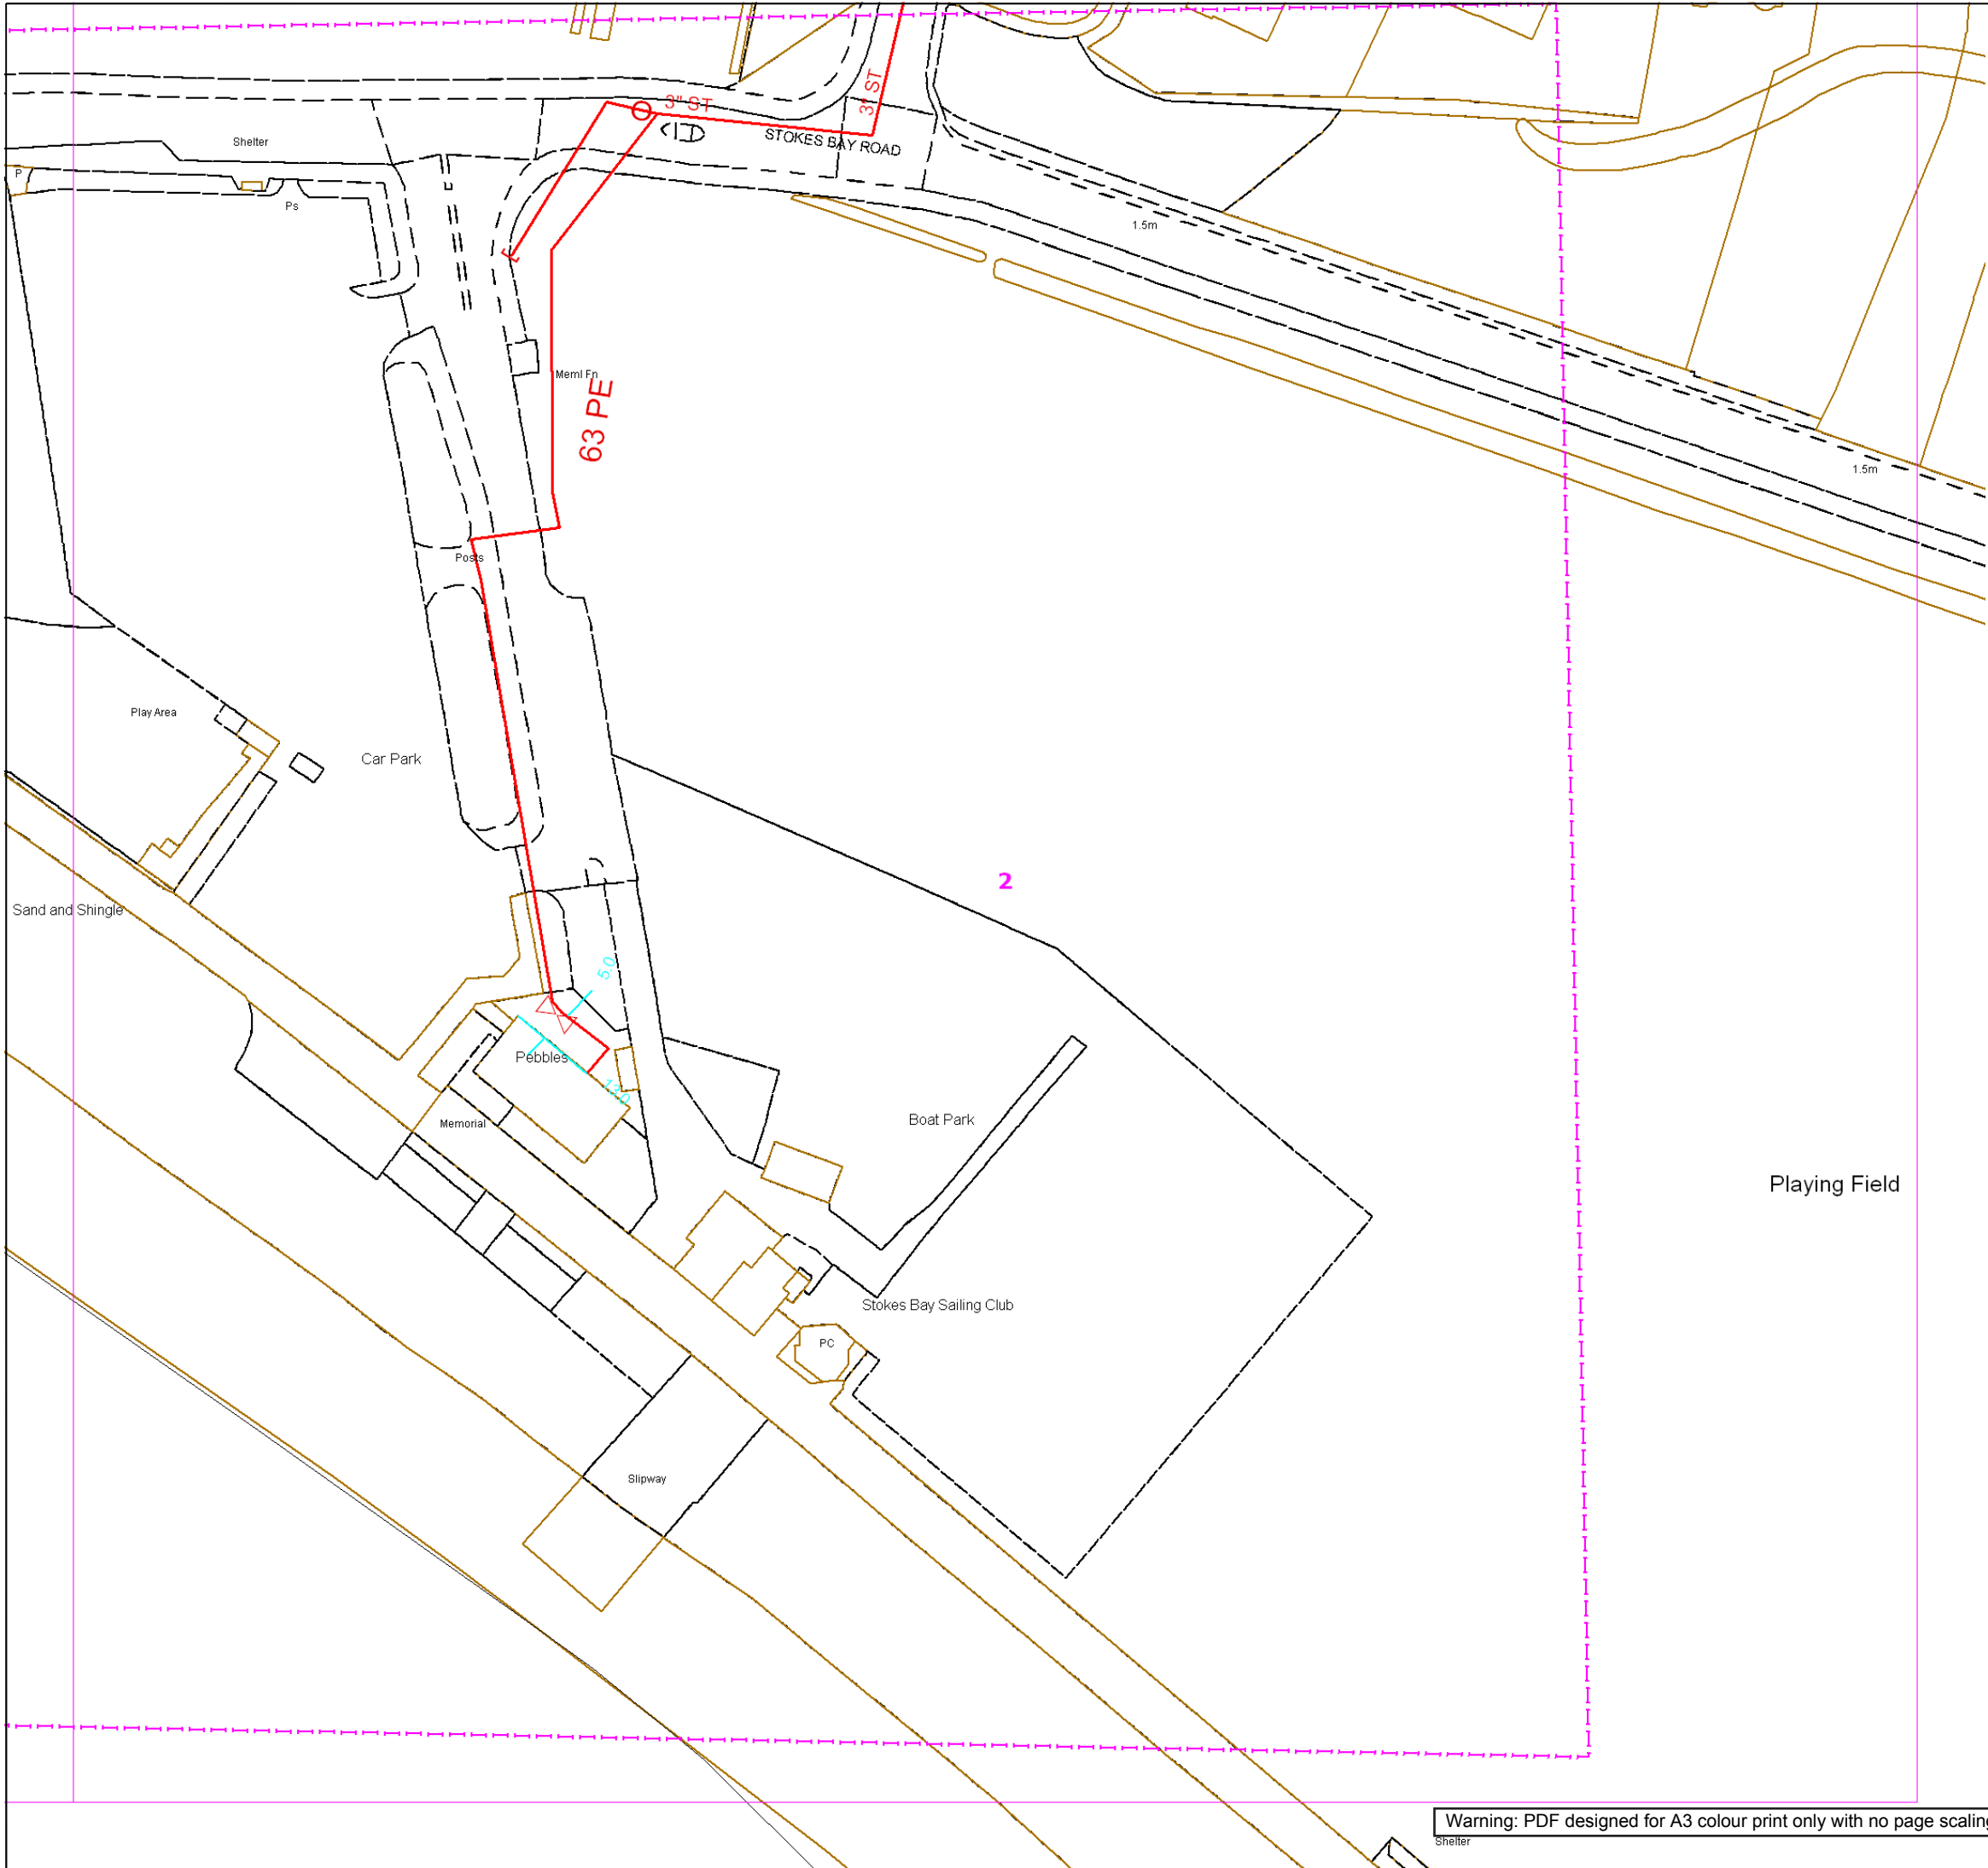 3" ST
3" ST
STOKES BAY ROAD
Shelter
P
Ps
1.5m
Meml Fn
63 PE
1.5m
Posts
Play Area
Car Park
2
Sand and Shingle
5.0
Pebbles
Boat Park
Memorial
Playing Field
Stokes Bay Sailing Club
PC
Slipway
Warning: PDF designed for A3 colour print only with no page scaling
Shelter